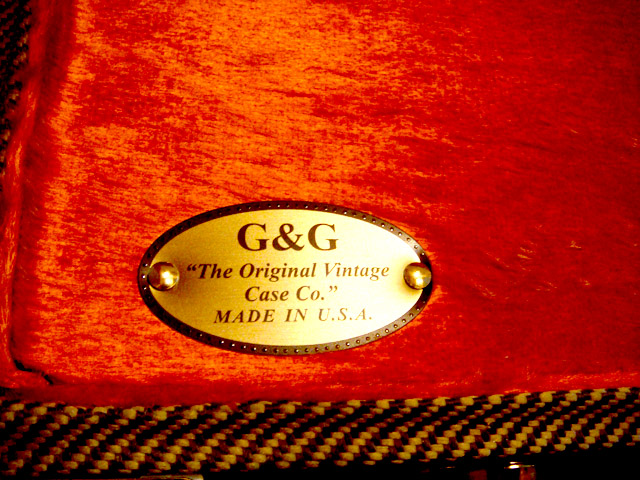 G&G
“The Original Vintage
Case Co.”
MADE IN U.S.A.